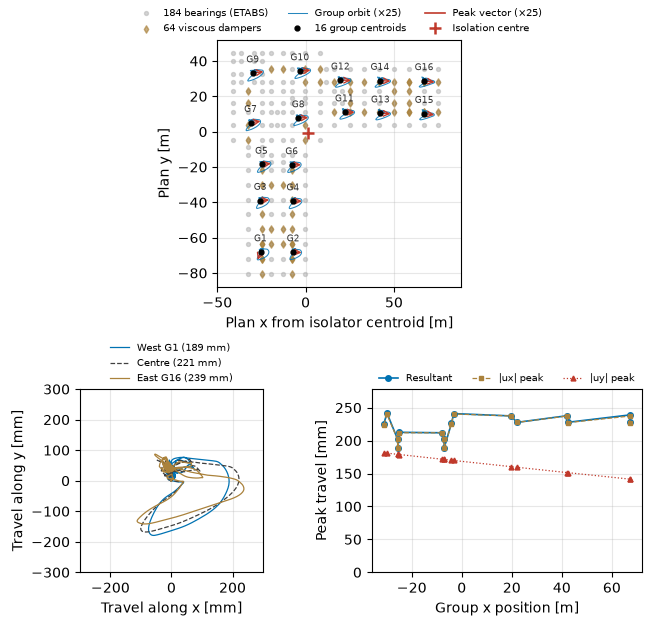 184 bearings (ETABS)
64 viscous dampers
Group orbit (×25)
16 group centroids
Peak vector (×25)
Isolation centre
40
20
0
−20
−40
−60
−80
Plan y [m]
G9
G10
G12
G14
G16
G7
G8
G11
G13
G15
G5
G6
G3
G4
G1
G2
−50
0
50
Plan x from isolator centroid [m]
West G1 (189 mm)
Centre (221 mm)
East G16 (239 mm)
300
200
100
0
−100
−200
−300
Travel along y [mm]
−200
0
200
Travel along x [mm]
Resultant
|ux| peak
|uy| peak
250
200
150
100
50
0
Peak travel [mm]
−20
0
20
40
60
Group x position [m]